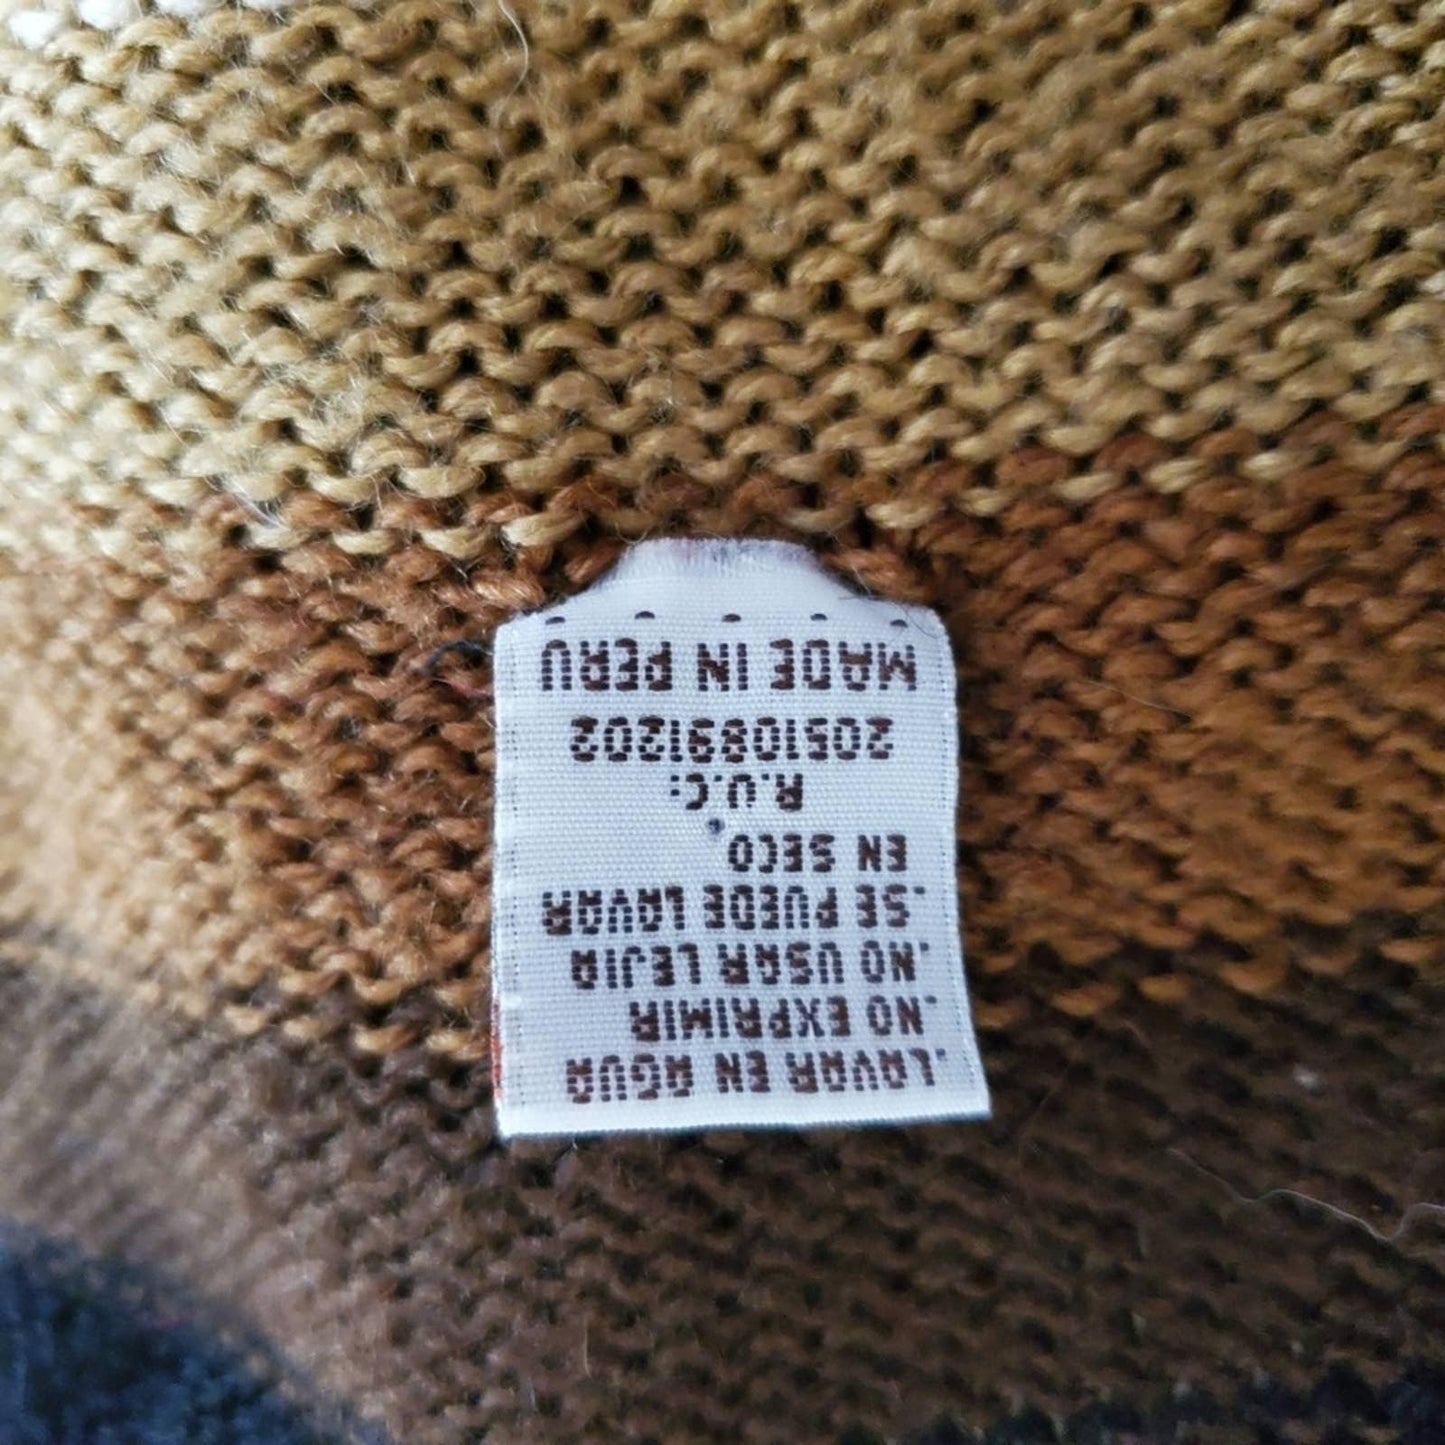 .LAVAR EN AGUA
.NO EXPRIMIR
.NO USAR LEJIA
.SE PUEDE LAVAR
EN SECO
R.U.C:
20510891202
MADE IN PERU